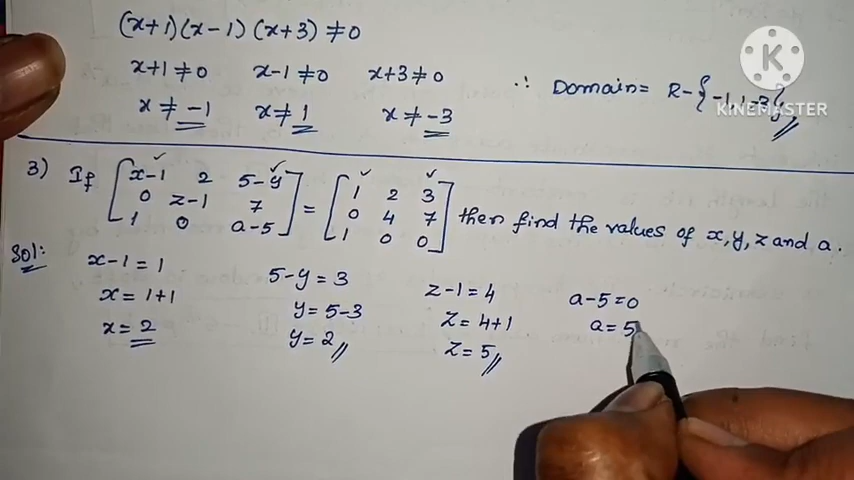 (x+1)(x-1)(x+3) ≠ 0
x+1≠0 x-1≠0 x+3≠0
x ≠ -1 x ≠ 1 x ≠ -3
∴ Domain = R-{-1, 1, -3}
KINEMASTER
3) If [x-1 2 5-y] = [1 2 3]
[0 z-1 7] [0 4 7] then find the values of x, y, z and a.
[1 0 a-5] [1 0 0]
Sol:
x-1=1
x=1+1
x=2
5-y=3
y=5-3
y=2
z-1=4
z=4+1
z=5
a-5=0
a=5